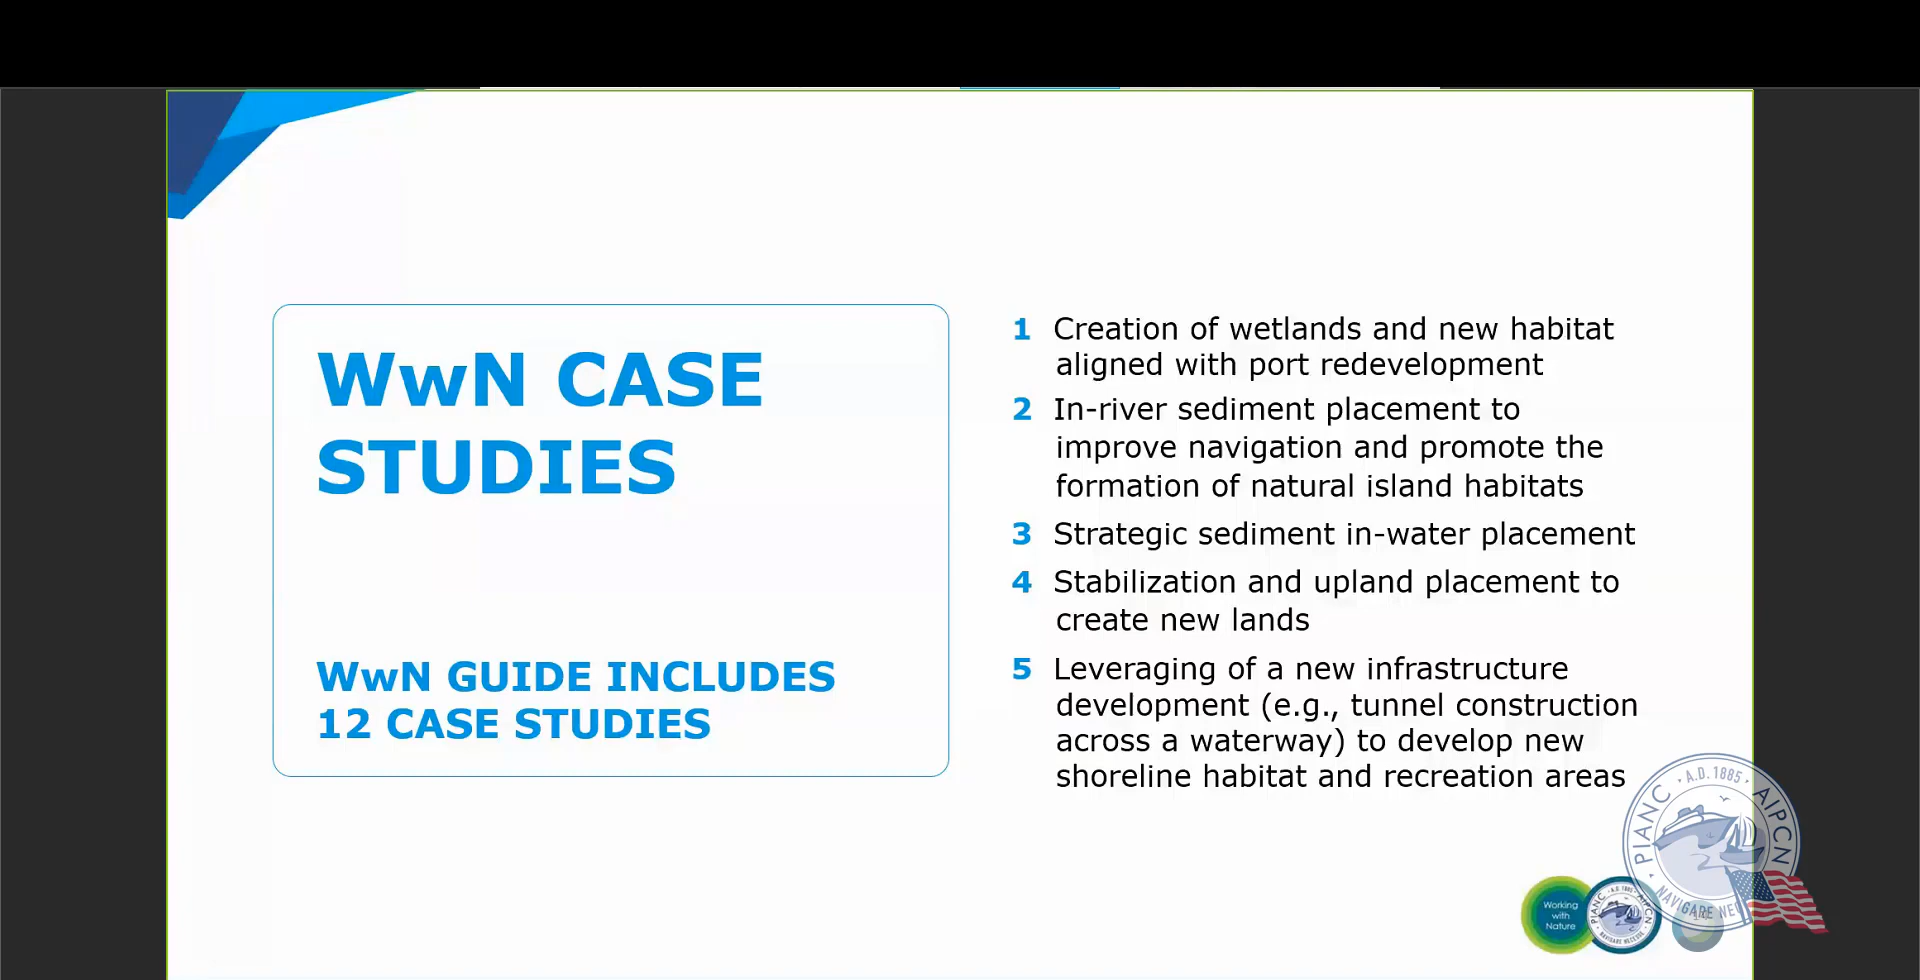 WwN CASE
STUDIES
WwN GUIDE INCLUDES
12 CASE STUDIES
1 Creation of wetlands and new habitat
aligned with port redevelopment
2 In-river sediment placement to
improve navigation and promote the
formation of natural island habitats
3 Strategic sediment in-water placement
4 Stabilization and upland placement to
create new lands
5 Leveraging of a new infrastructure
development (e.g., tunnel construction
across a waterway) to develop new
shoreline habitat and recreation areas
· A.D. 1885 ·
PIANC
AIPCN
NAVIGARE
Working
with
Nature
A.D. 1885
PIANC
AIPCN